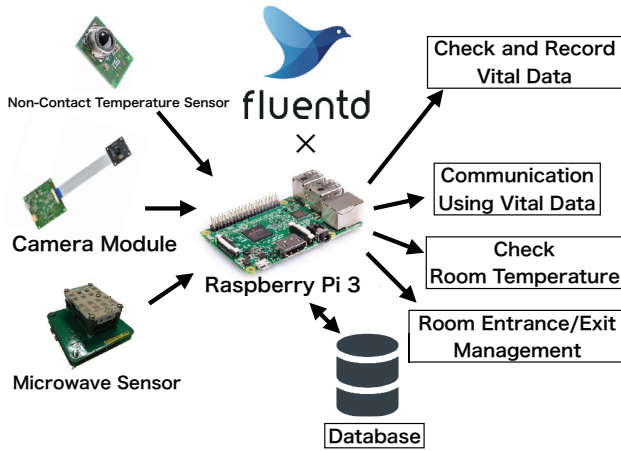 Non-Contact Temperature Sensor
Camera Module
Microwave Sensor
fluentd
×
Raspberry Pi 3
Database
Check and Record
Vital Data
Communication
Using Vital Data
Check
Room Temperature
Room Entrance/Exit
Management